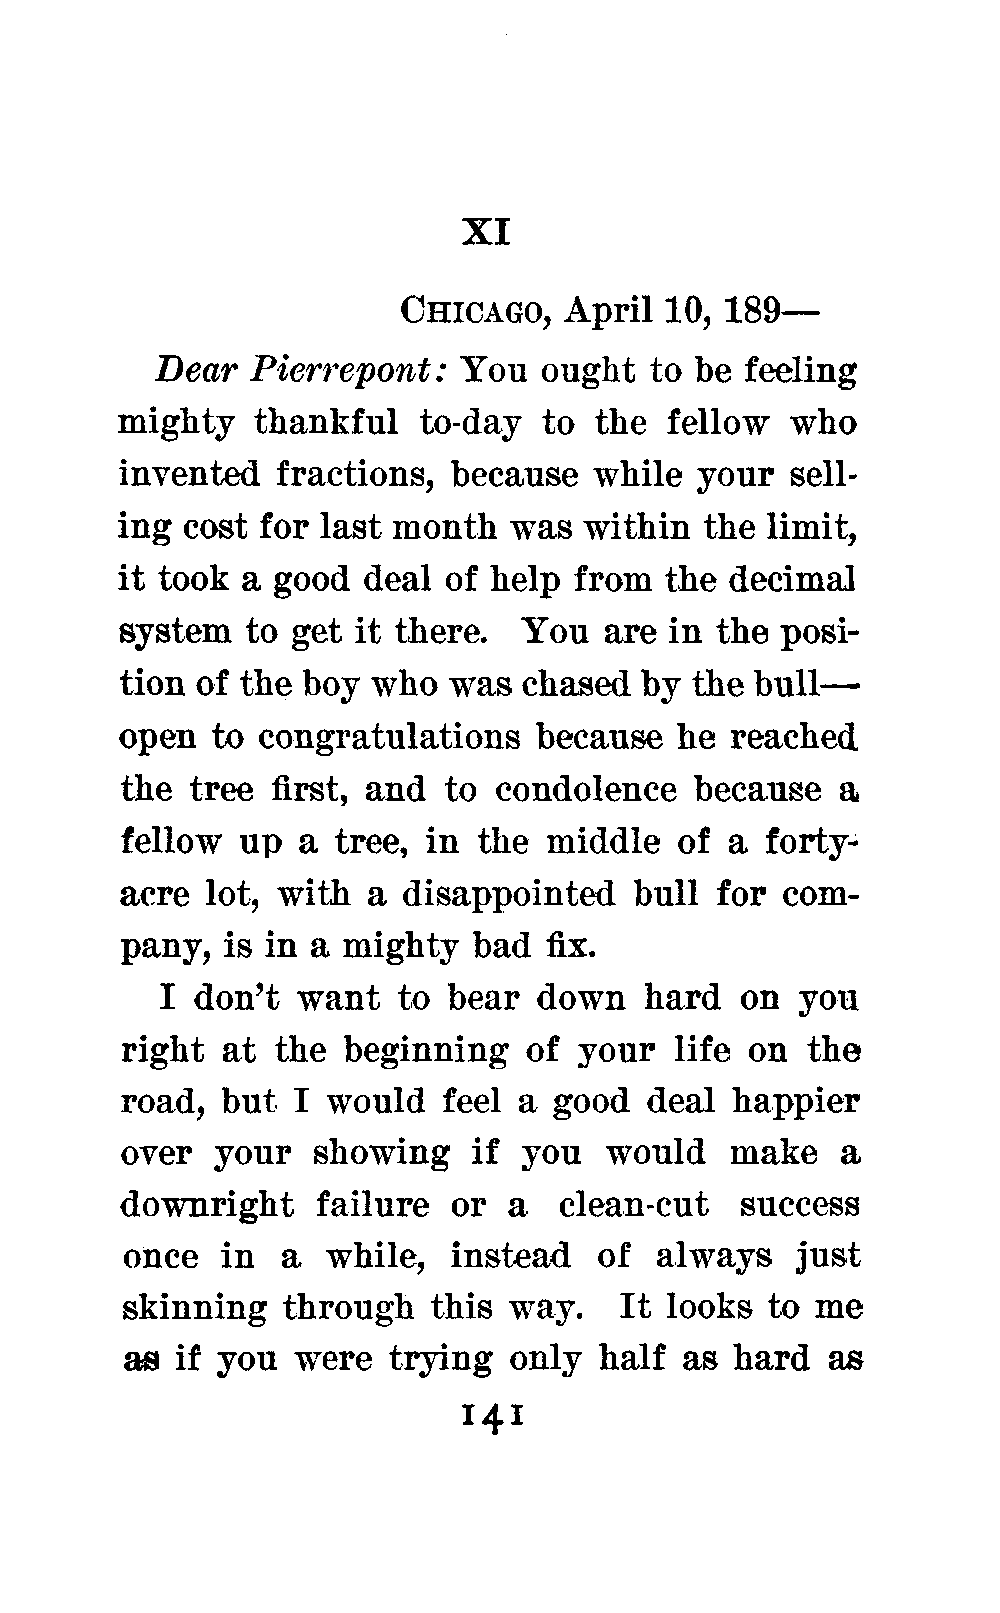 XI
CHICAGO, April 10, 189—
Dear Pierrepont: You ought to be feeling
mighty thankful to-day to the fellow who
invented fractions, because while your sell-
ing cost for last month was within the limit,
it took a good deal of help from the decimal
system to get it there. You are in the posi-
tion of the boy who was chased by the bull—
open to congratulations because he reached
the tree first, and to condolence because a
fellow up a tree, in the middle of a forty-
acre lot, with a disappointed bull for com-
pany, is in a mighty bad fix.
I don't want to bear down hard on you
right at the beginning of your life on the
road, but I would feel a good deal happier
over your showing if you would make a
downright failure or a clean-cut success
once in a while, instead of always just
skinning through this way. It looks to me
as if you were trying only half as hard as
141